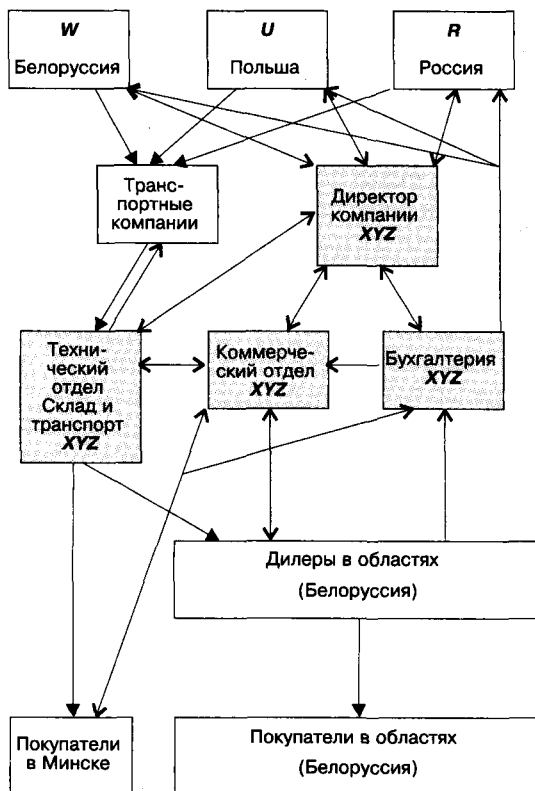 W
Белоруссия
U
Польша
R
Россия
Транс-
портные
компании
Директор
компании
XYZ
Техни-
ческий
отдел
Склад и
транспорт
XYZ
Коммерче-
ский отдел
XYZ
Бухгалтерия
XYZ
Дилеры в областях
(Белоруссия)
Покупатели
в Минске
Покупатели в областях
(Белоруссия)